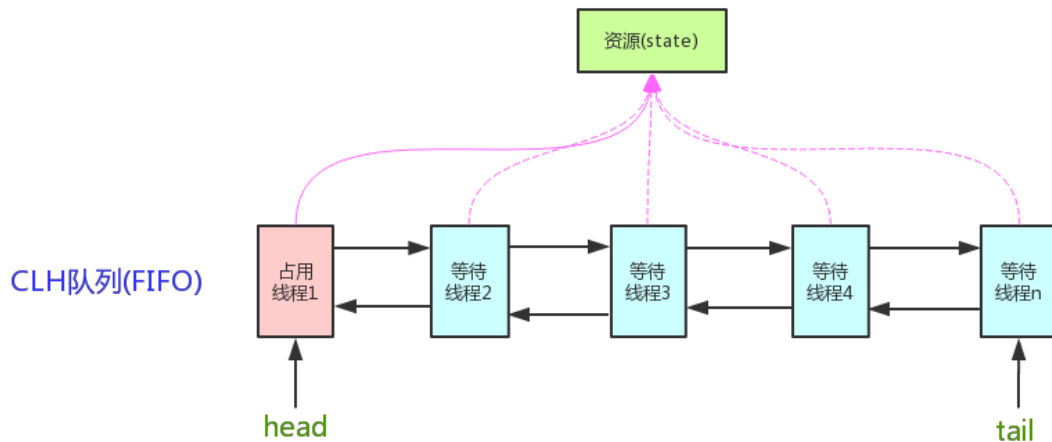 资源(state)
CLH队列(FIFO)
占用
线程1
等待
线程2
等待
线程3
等待
线程4
等待
线程n
head
tail